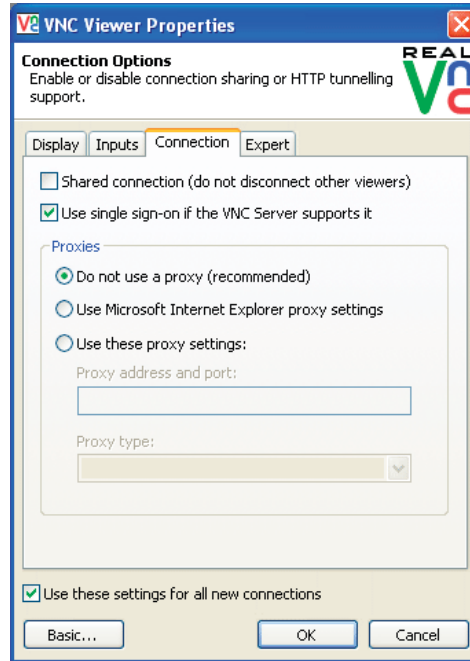 VNC Viewer Properties
Connection Options
Enable or disable connection sharing or HTTP tunnelling
support.
REAL
VNC
Display Inputs Connection Expert
Shared connection (do not disconnect other viewers)
Use single sign-on if the VNC Server supports it
Proxies
Do not use a proxy (recommended)
Use Microsoft Internet Explorer proxy settings
Use these proxy settings:
Proxy address and port:
Proxy type:
Use these settings for all new connections
Basic... OK Cancel